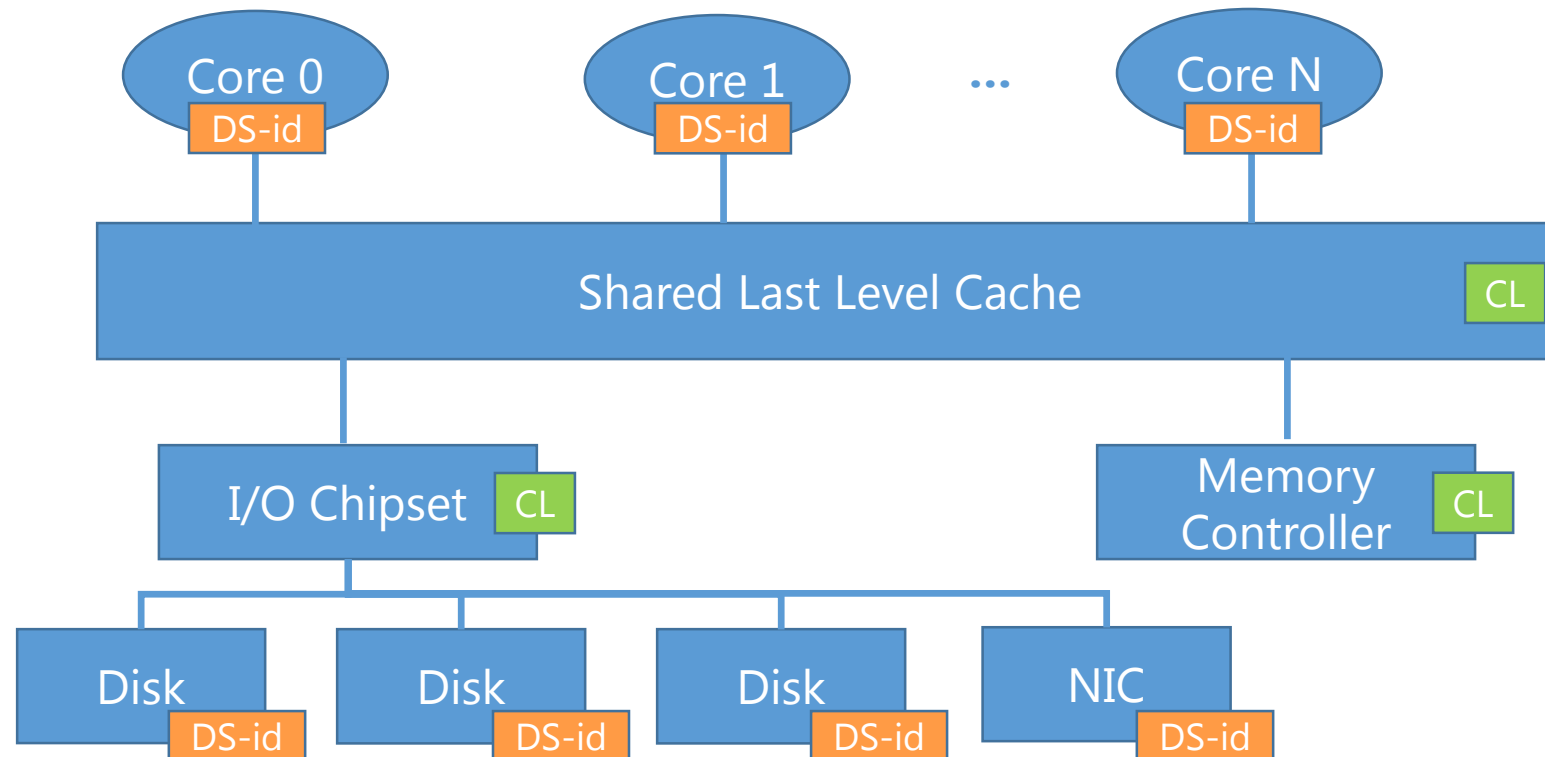 Core 0
DS-id
Core 1
DS-id
...
Core N
DS-id
Shared Last Level Cache
CL
I/O Chipset
CL
Memory
Controller
CL
Disk
DS-id
Disk
DS-id
Disk
DS-id
NIC
DS-id